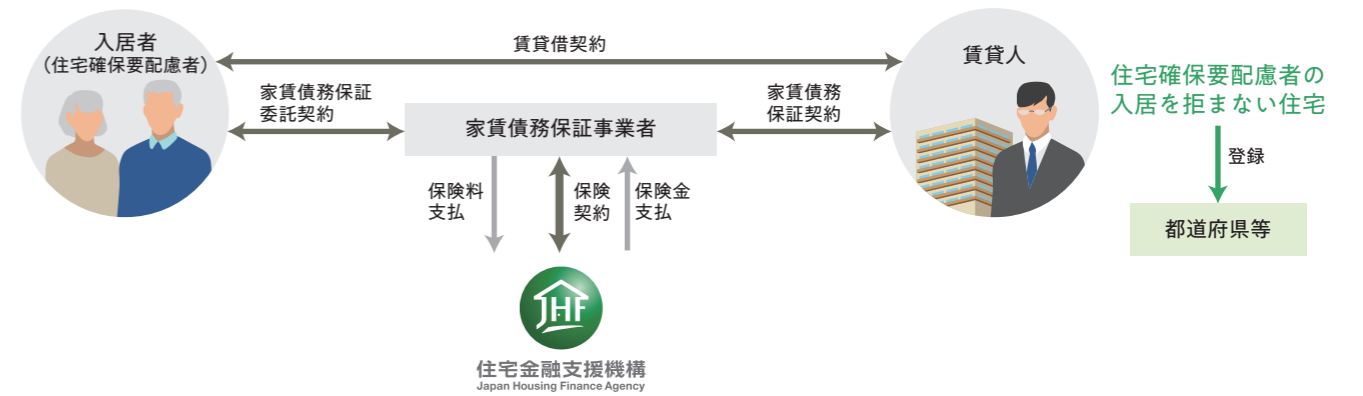 入居者
（住宅確保要配慮者）
賃貸借契約
賃貸人
住宅確保要配慮者の
入居を拒まない住宅
家賃債務保証
委託契約
家賃債務保証事業者
家賃債務
保証契約
登録
都道府県等
保険料
支払
保険
契約
保険金
支払
JHF
住宅金融支援機構
Japan Housing Finance Agency